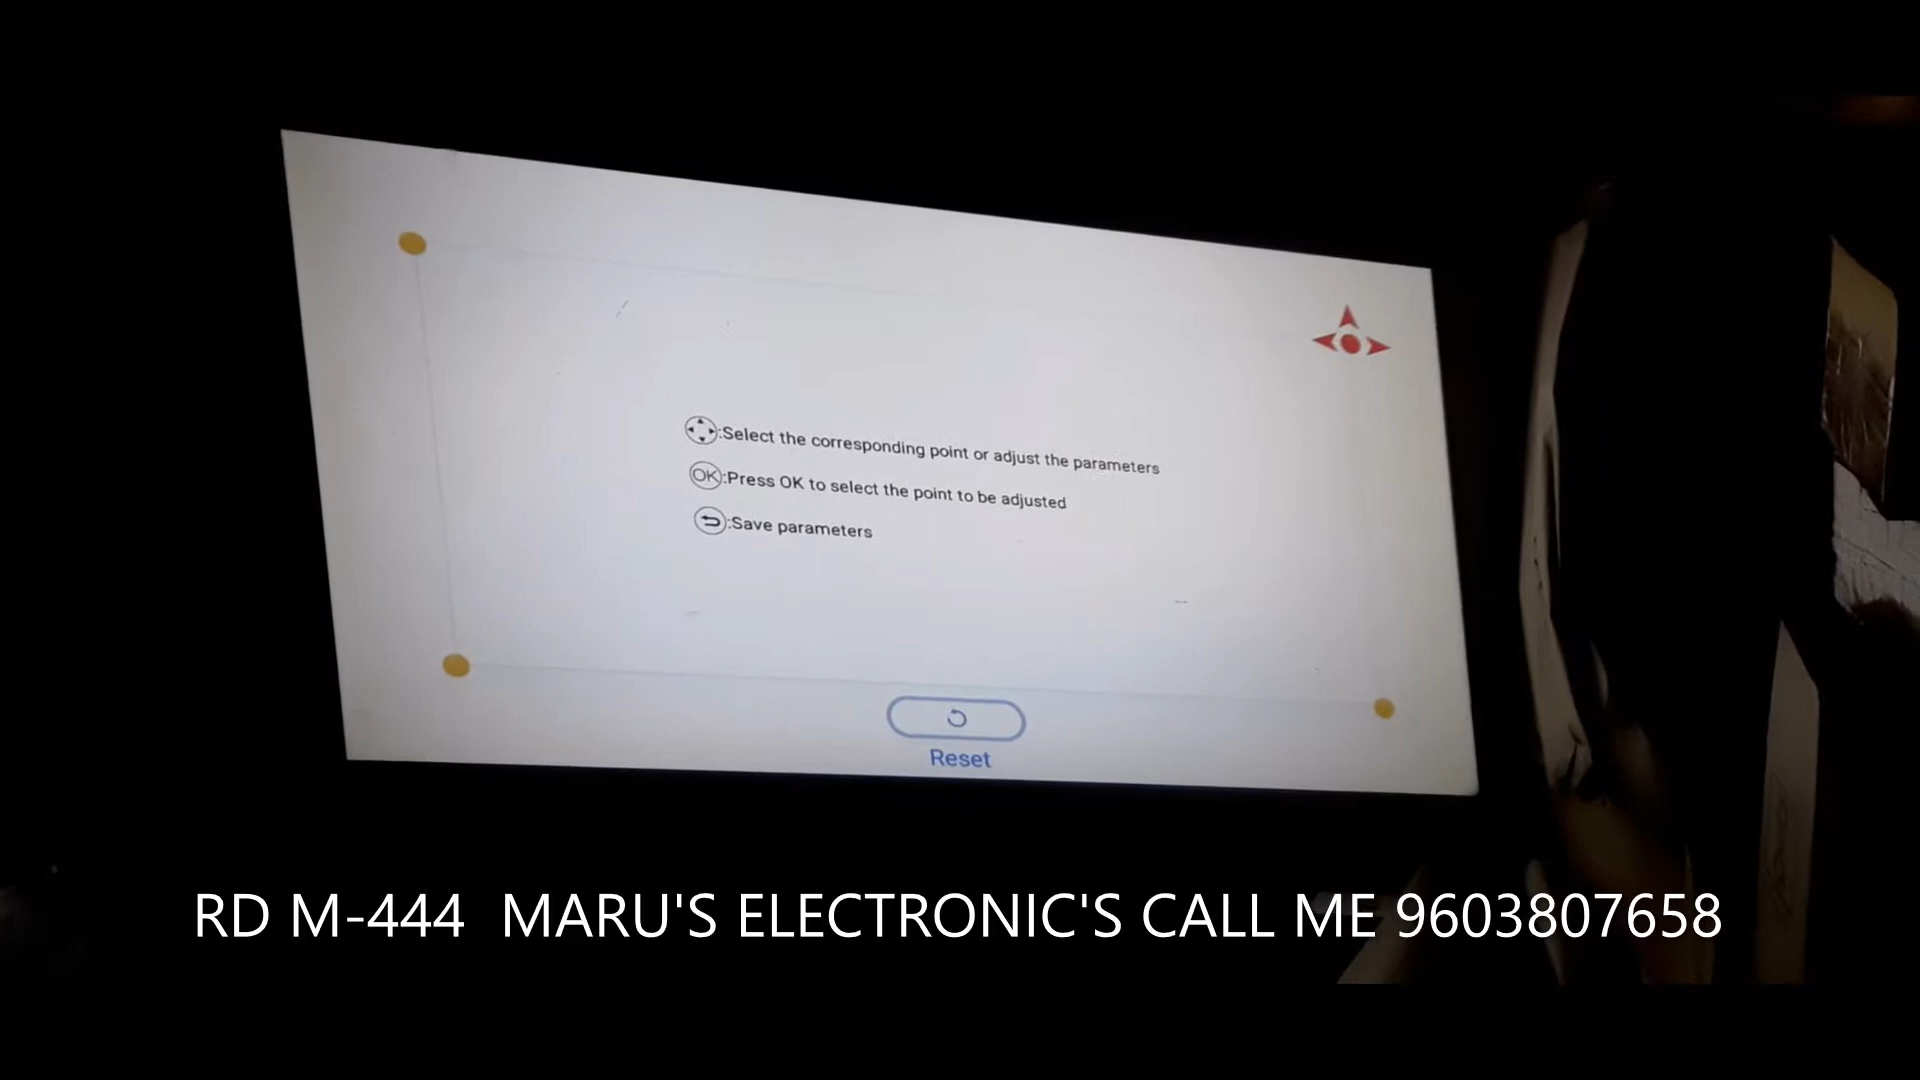 :Select the corresponding point or adjust the parameters
OK:Press OK to select the point to be adjusted
:Save parameters
Reset
RD M-444 MARU'S ELECTRONIC'S CALL ME 9603807658